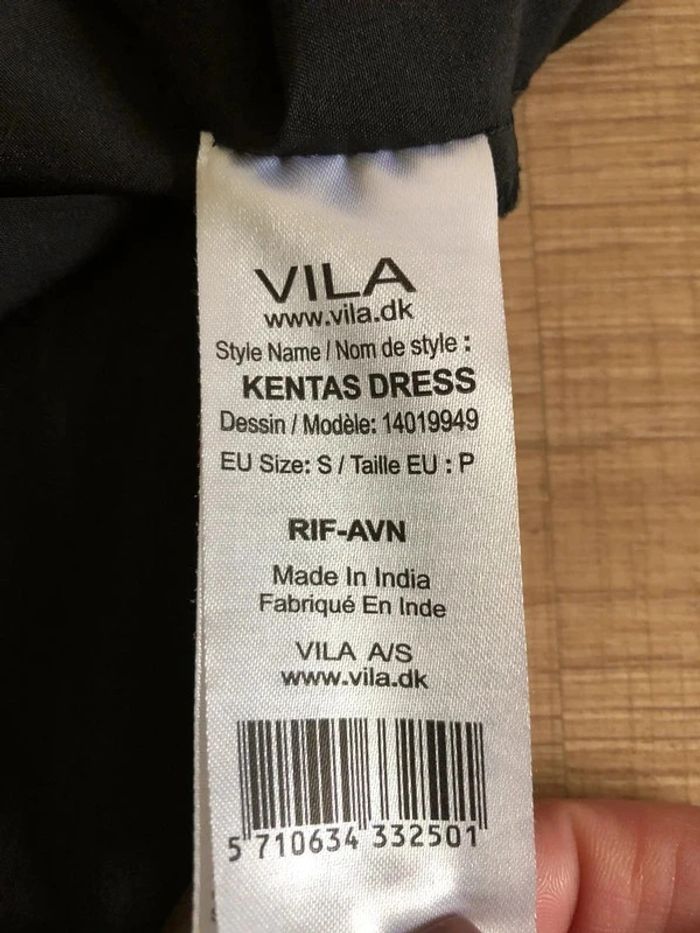 VILA
www.vila.dk
Style Name / Nom de style :
KENTAS DRESS
Dessin / Modèle: 14019949
EU Size: S / Taille EU : P
RIF-AVN
Made In India
Fabriqué En Inde
VILA A/S
www.vila.dk
5 710634 332501